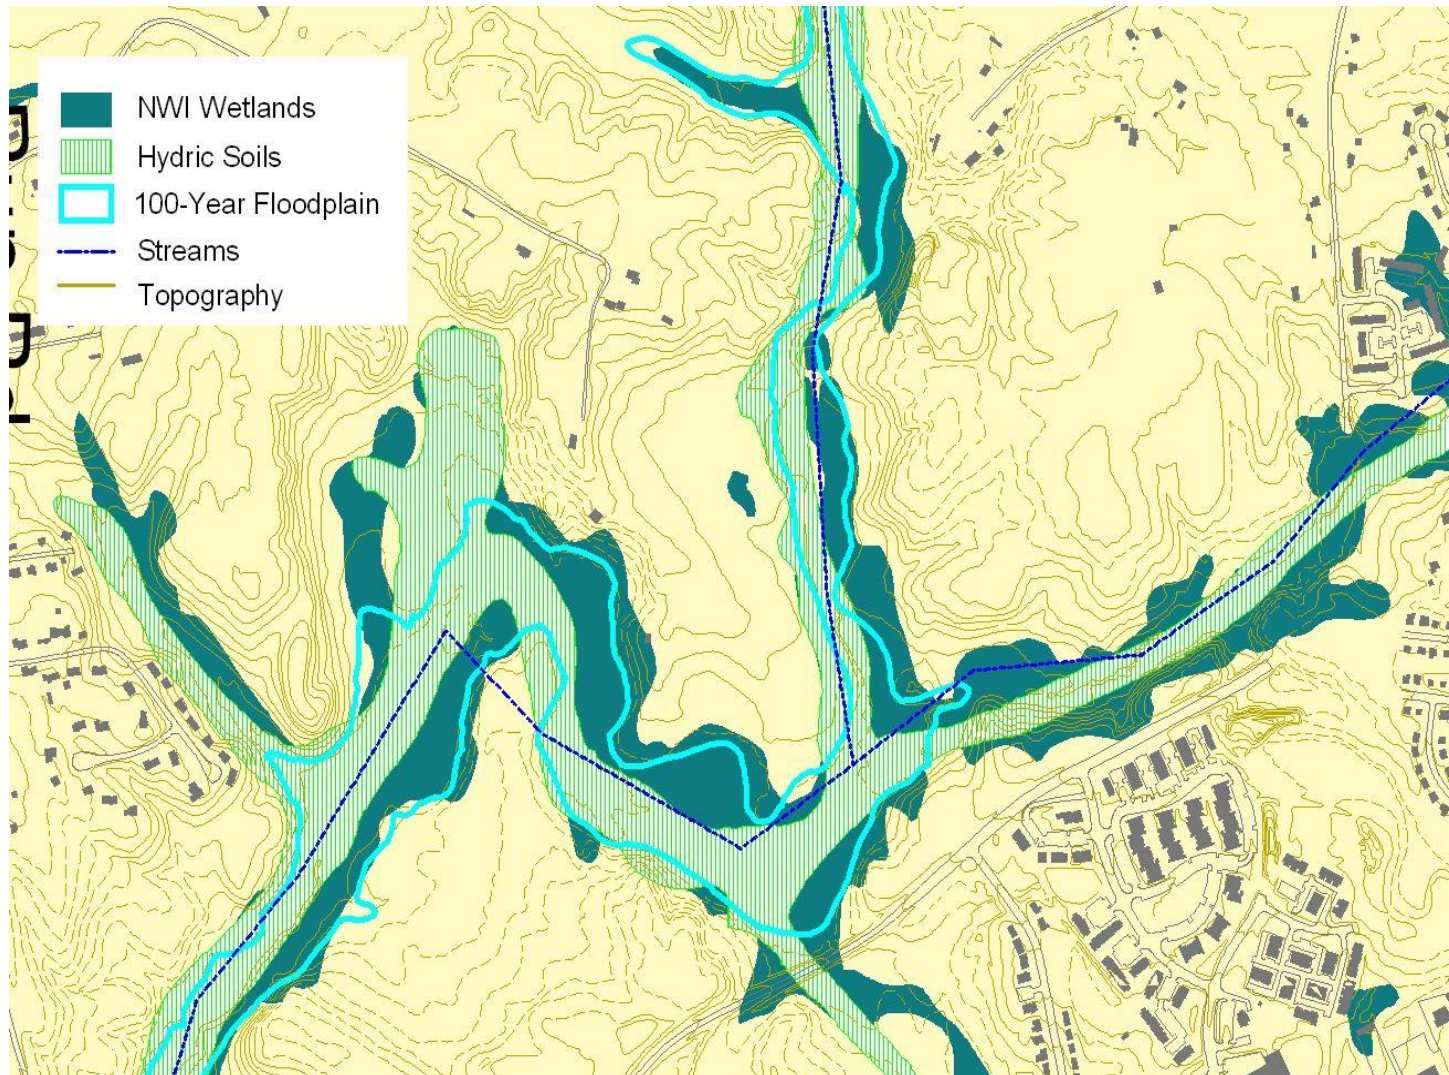 NWI Wetlands
Hydric Soils
100-Year Floodplain
Streams
Topography